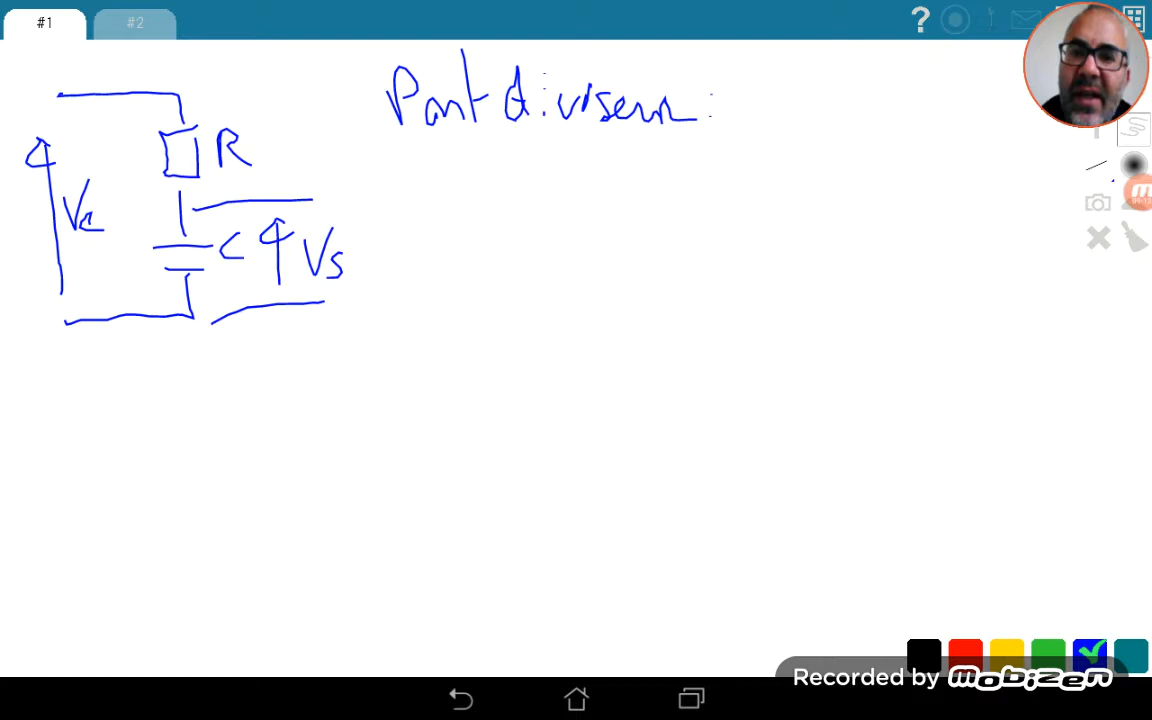 #1 #2
?
Pont diviseur :
R
Ve
C Vs
Recorded by mobizen